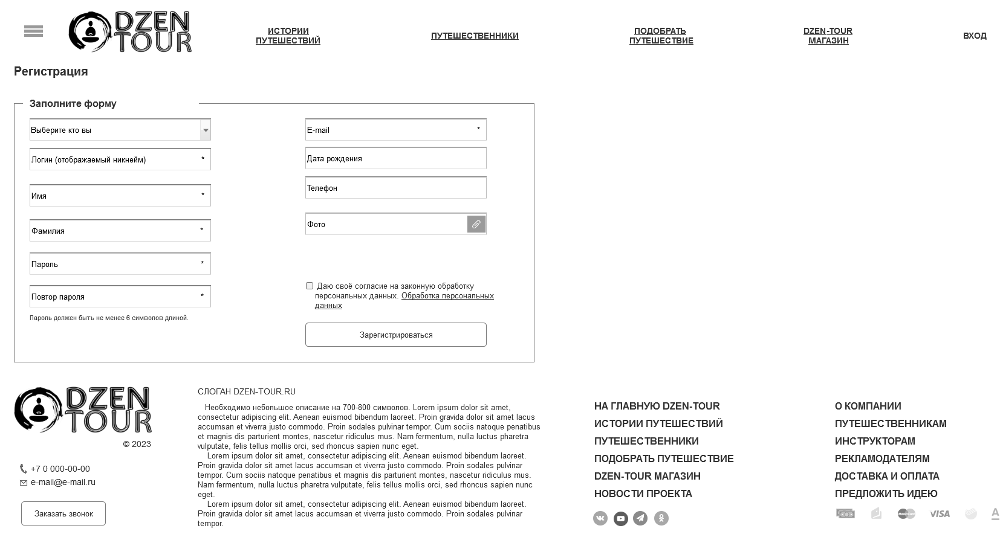 DZEN
TOUR
ИСТОРИИ
ПУТЕШЕСТВИЙ
ПУТЕШЕСТВЕННИКИ
ПОДОБРАТЬ
ПУТЕШЕСТВИЕ
DZEN-TOUR
МАГАЗИН
ВХОД
Регистрация
Заполните форму
Выберите кто вы
Логин (отображаемый никнейм) *
Имя *
Фамилия *
Пароль *
Повтор пароля *
Пароль должен быть не менее 6 символов длиной.
E-mail *
Дата рождения
Телефон
Фото
Даю своё согласие на законную обработку
персональных данных. Обработка персональных
данных
Зарегистрироваться
DZEN
TOUR
© 2023
+7 0 000-00-00
e-mail@e-mail.ru
Заказать звонок
СЛОГАН DZEN-TOUR.RU
Необходимо небольшое описание на 700-800 символов. Lorem ipsum dolor sit amet,
consectetur adipiscing elit. Aenean euismod bibendum laoreet. Proin gravida dolor sit amet lacus
accumsan et viverra justo commodo. Proin sodales pulvinar tempor. Cum sociis natoque penatibus
et magnis dis parturient montes, nascetur ridiculus mus. Nam fermentum, nulla luctus pharetra
vulputate, felis tellus mollis orci, sed rhoncus sapien nunc eget.
Lorem ipsum dolor sit amet, consectetur adipiscing elit. Aenean euismod bibendum laoreet.
Proin gravida dolor sit amet lacus accumsan et viverra justo commodo. Proin sodales pulvinar
tempor. Cum sociis natoque penatibus et magnis dis parturient montes, nascetur ridiculus mus.
Nam fermentum, nulla luctus pharetra vulputate, felis tellus mollis orci, sed rhoncus sapien nunc
eget.
Lorem ipsum dolor sit amet, consectetur adipiscing elit. Aenean euismod bibendum laoreet.
Proin gravida dolor sit amet lacus accumsan et viverra justo commodo. Proin sodales pulvinar
tempor.
НА ГЛАВНУЮ DZEN-TOUR
ИСТОРИИ ПУТЕШЕСТВИЙ
ПУТЕШЕСТВЕННИКИ
ПОДОБРАТЬ ПУТЕШЕСТВИЕ
DZEN-TOUR МАГАЗИН
НОВОСТИ ПРОЕКТА
О КОМПАНИИ
ПУТЕШЕСТВЕННИКАМ
ИНСТРУКТОРАМ
РЕКЛАМОДАТЕЛЯМ
ДОСТАВКА И ОПЛАТА
ПРЕДЛОЖИТЬ ИДЕЮ
MasterCard
VISA
А